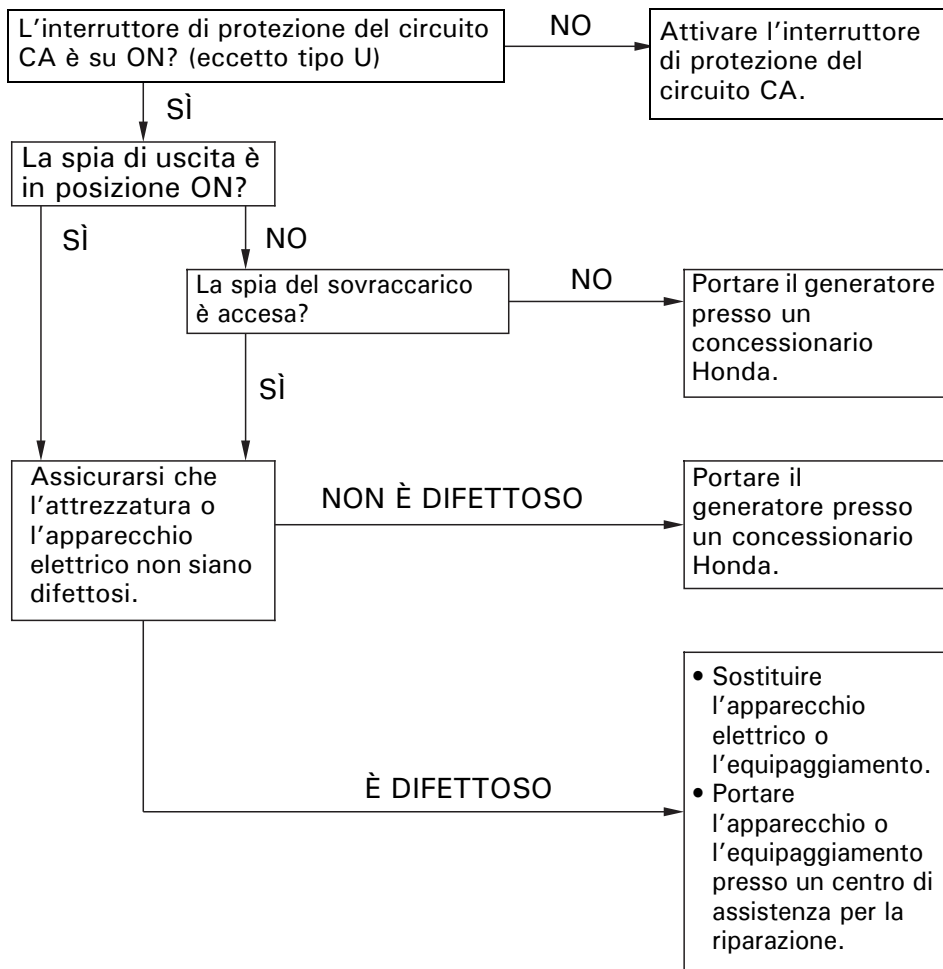 L'interruttore di protezione del circuito
CA è su ON? (eccetto tipo U)
NO
Attivare l'interruttore
di protezione del
circuito CA.
SÌ
La spia di uscita è
in posizione ON?
SÌ
NO
La spia del sovraccarico
è accesa?
NO
Portare il generatore
presso un
concessionario
Honda.
SÌ
Assicurarsi che
l'attrezzatura o
l'apparecchio
elettrico non siano
difettosi.
NON È DIFETTOSO
Portare il
generatore presso
un concessionario
Honda.
È DIFETTOSO
• Sostituire
l'apparecchio
elettrico o
l'equipaggiamento.
• Portare
l'apparecchio o
l'equipaggiamento
presso un centro di
assistenza per la
riparazione.